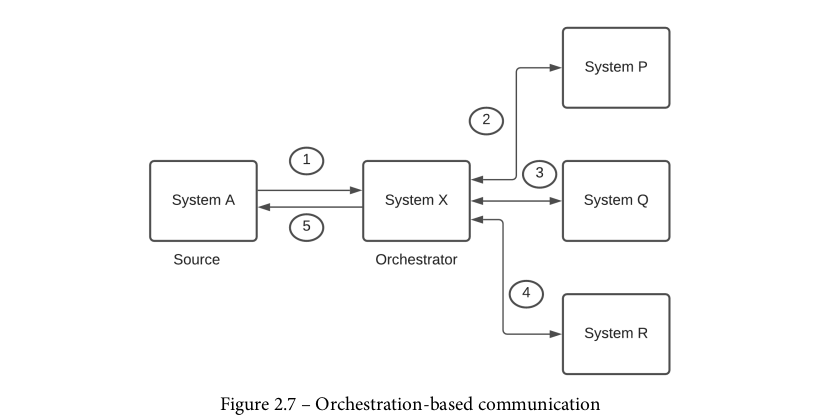 System P
2
1
3
System A
System X
System Q
5
Source
Orchestrator
4
System R
Figure 2.7 – Orchestration-based communication